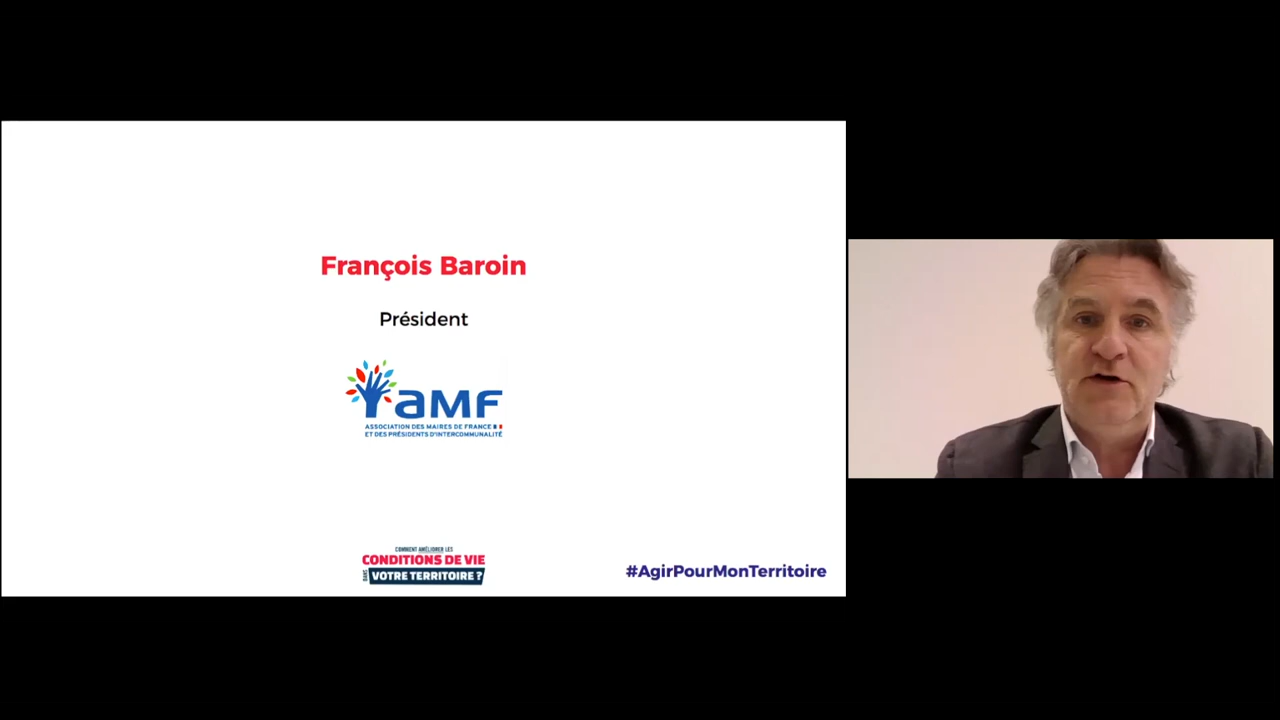 François Baroin
Président
aMF
ASSOCIATION DES MAIRES DE FRANCE
ET DES PRÉSIDENTS D'INTERCOMMUNALITÉ
COMMENT AMÉLIORER LES
CONDITIONS DE VIE
DANS VOTRE TERRITOIRE ?
#AgirPourMonTerritoire